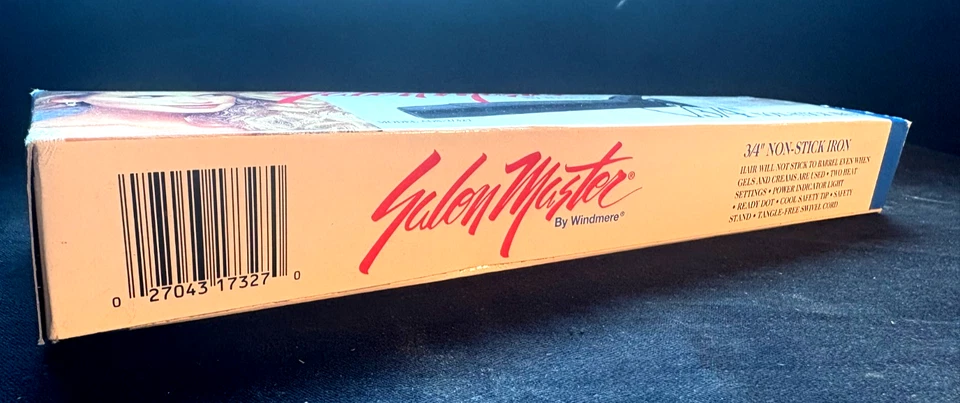 Salon Master®
By Windmere®
3/4" NON-STICK IRON
HAIR WILL NOT STICK TO BARREL EVEN WHEN
GELS AND CREAMS ARE USED • TWO HEAT
SETTINGS • POWER INDICATOR LIGHT
• READY DOT • COOL SAFETY TIP • SAFETY
STAND • TANGLE-FREE SWIVEL CORD
0 27043 17327 0